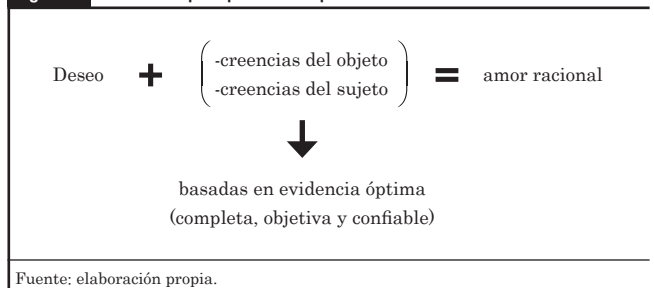 -creencias del objeto
Deseo + = amor racional
-creencias del sujeto
basadas en evidencia óptima
(completa, objetiva y confiable)
Fuente: elaboración propia.